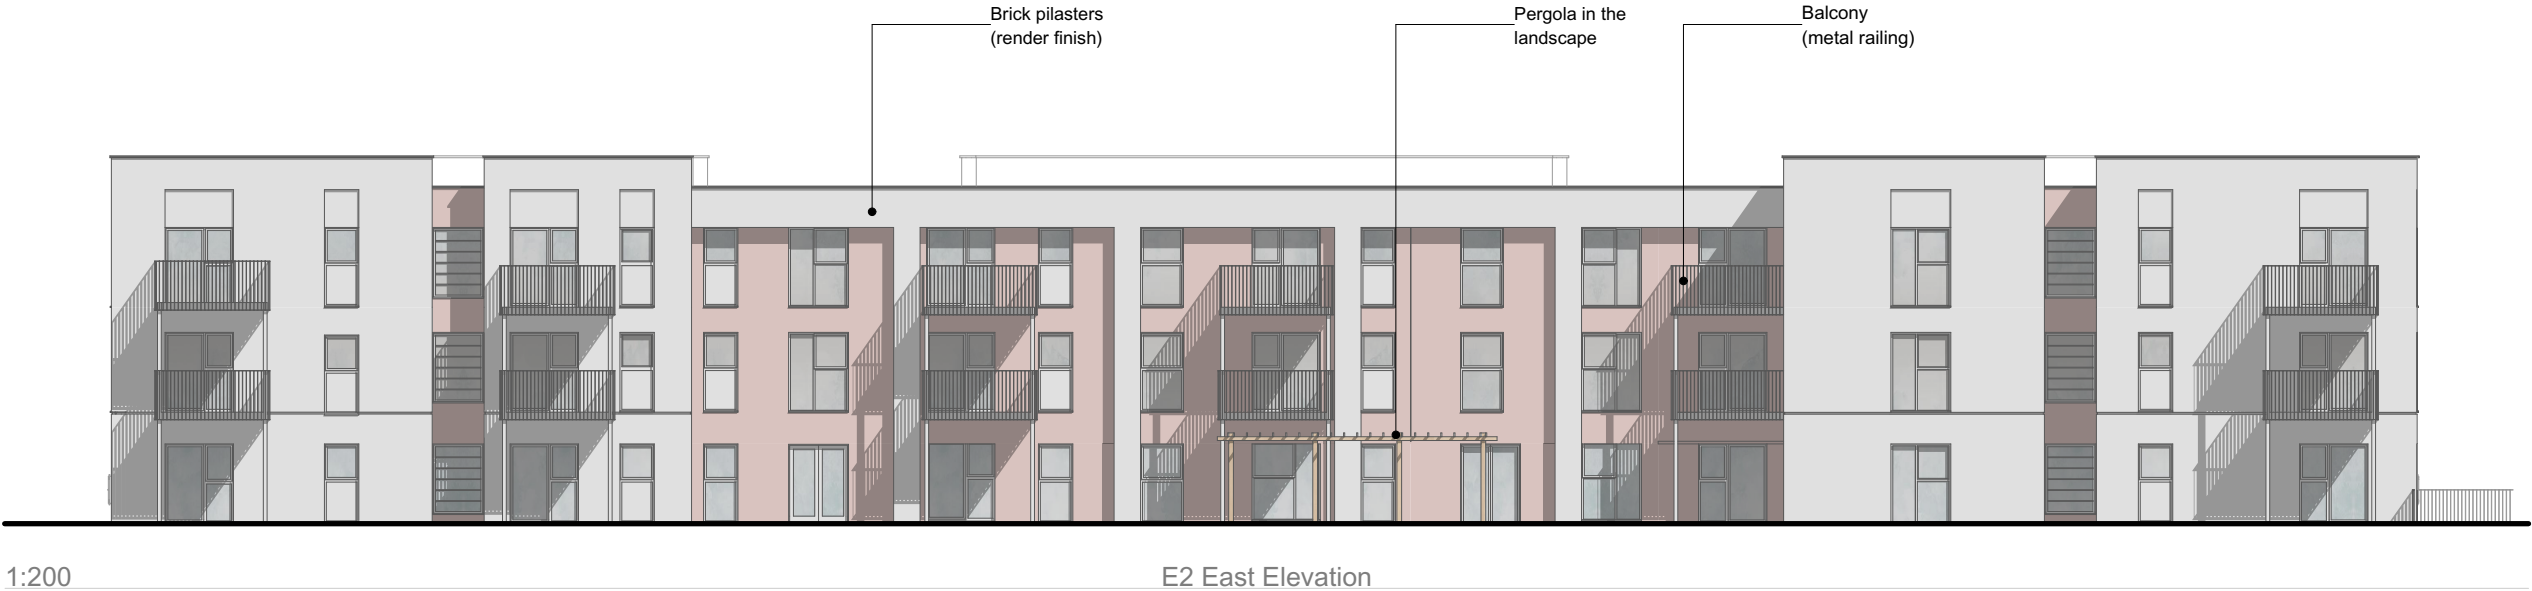 Brick pilasters
(render finish)
Pergola in the
landscape
Balcony
(metal railing)
1:200
E2 East Elevation